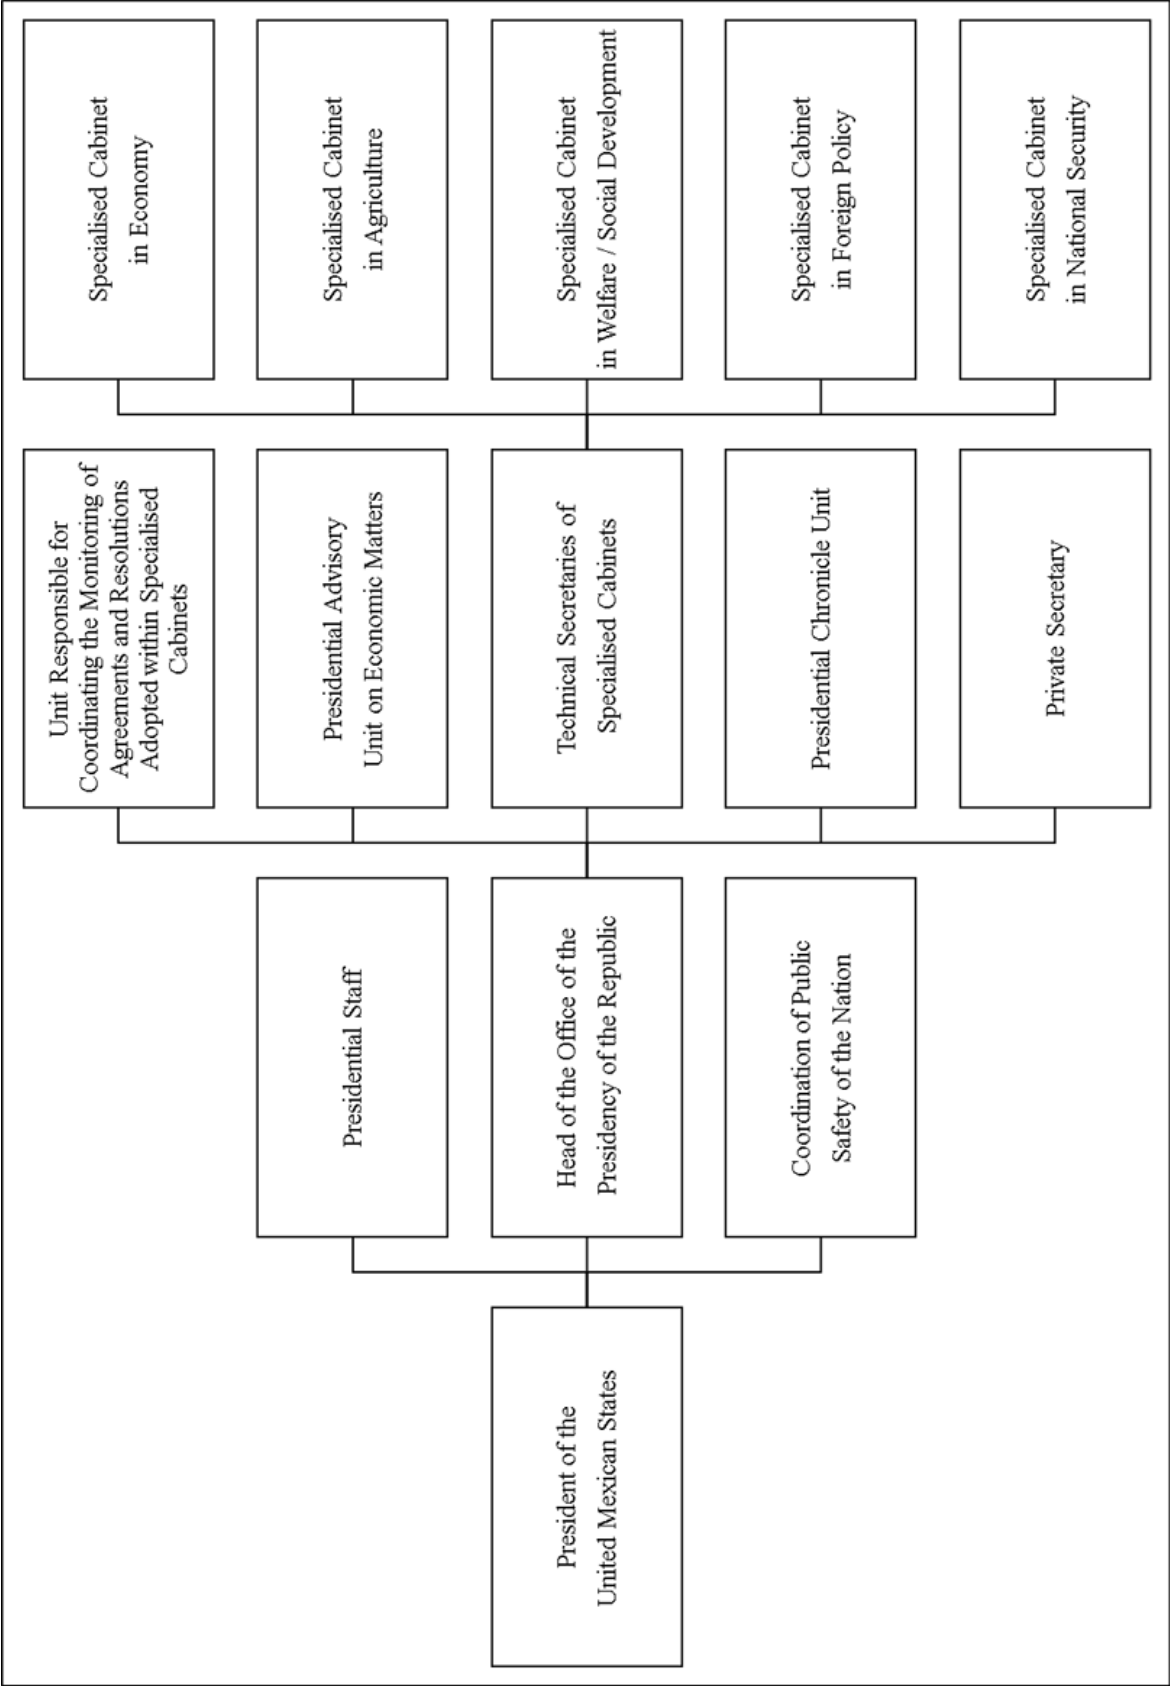 President of the
United Mexican States
Presidential Staff
Head of the Office of the
Presidency of the Republic
Coordination of Public
Safety of the Nation
Unit Responsible for
Coordinating the Monitoring of
Agreements and Resolutions
Adopted within Specialised
Cabinets
Presidential Advisory
Unit on Economic Matters
Technical Secretaries of
Specialised Cabinets
Presidential Chronicle Unit
Private Secretary
Specialised Cabinet
in Economy
Specialised Cabinet
in Agriculture
Specialised Cabinet
in Welfare / Social Development
Specialised Cabinet
in Foreign Policy
Specialised Cabinet
in National Security